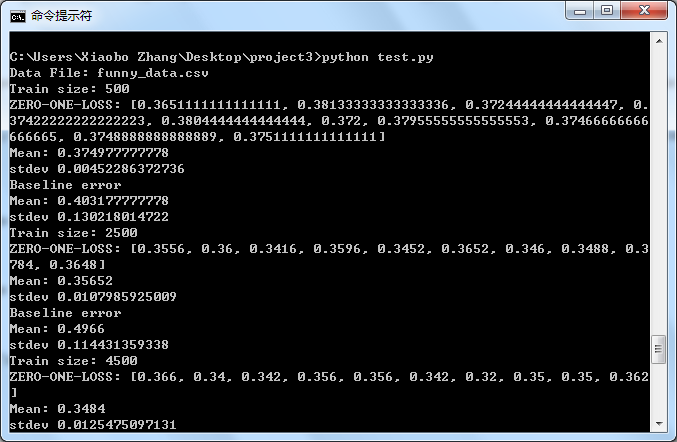 命令提示符
C:\Users\Xiaobo Zhang\Desktop\project3>python test.py
Data File: funny_data.csv
Train size: 500
ZERO-ONE-LOSS: [0.3651111111111111, 0.38133333333333336, 0.37244444444444447, 0.
37422222222222223, 0.3804444444444444, 0.372, 0.37955555555555553, 0.37466666666
666665, 0.3748888888888889, 0.3751111111111111]
Mean: 0.374977777778
stdev 0.00452286372736
Baseline error
Mean: 0.403177777778
stdev 0.130218014722
Train size: 2500
ZERO-ONE-LOSS: [0.3556, 0.36, 0.3416, 0.3596, 0.3452, 0.3652, 0.346, 0.3488, 0.3
784, 0.3648]
Mean: 0.35652
stdev 0.0107985925009
Baseline error
Mean: 0.4966
stdev 0.114431359338
Train size: 4500
ZERO-ONE-LOSS: [0.366, 0.34, 0.342, 0.356, 0.356, 0.342, 0.32, 0.35, 0.35, 0.362
]
Mean: 0.3484
stdev 0.0125475097131